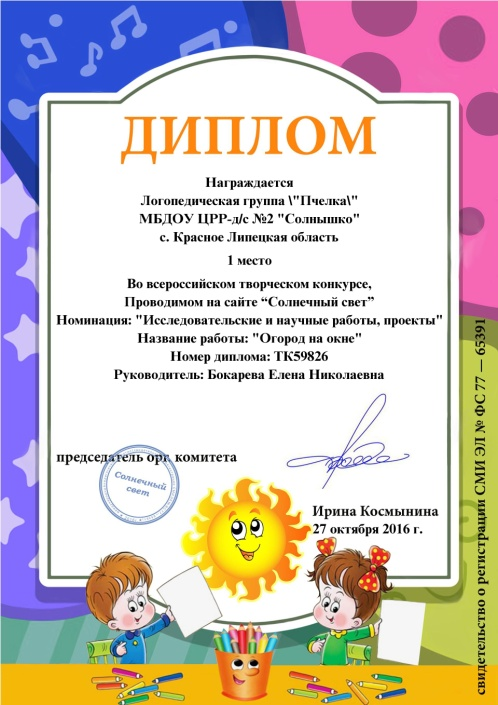 ДИПЛОМ
Награждается
Логопедическая группа \"Пчелка\"
МБДОУ ЦРР-д/с №2 "Солнышко"
с. Красное Липецкая область
1 место
Во всероссийском творческом конкурсе,
Проводимом на сайте “Солнечный свет”
Номинация: "Исследовательские и научные работы, проекты"
Название работы: "Огород на окне"
Номер диплома: ТК59826
Руководитель: Бокарева Елена Николаевна
председатель орг. комитета
Солнечный
свет
Ирина Космынина
27 октября 2016 г.
свидетельство о регистрации СМИ ЭЛ № ФС 77 — 65391